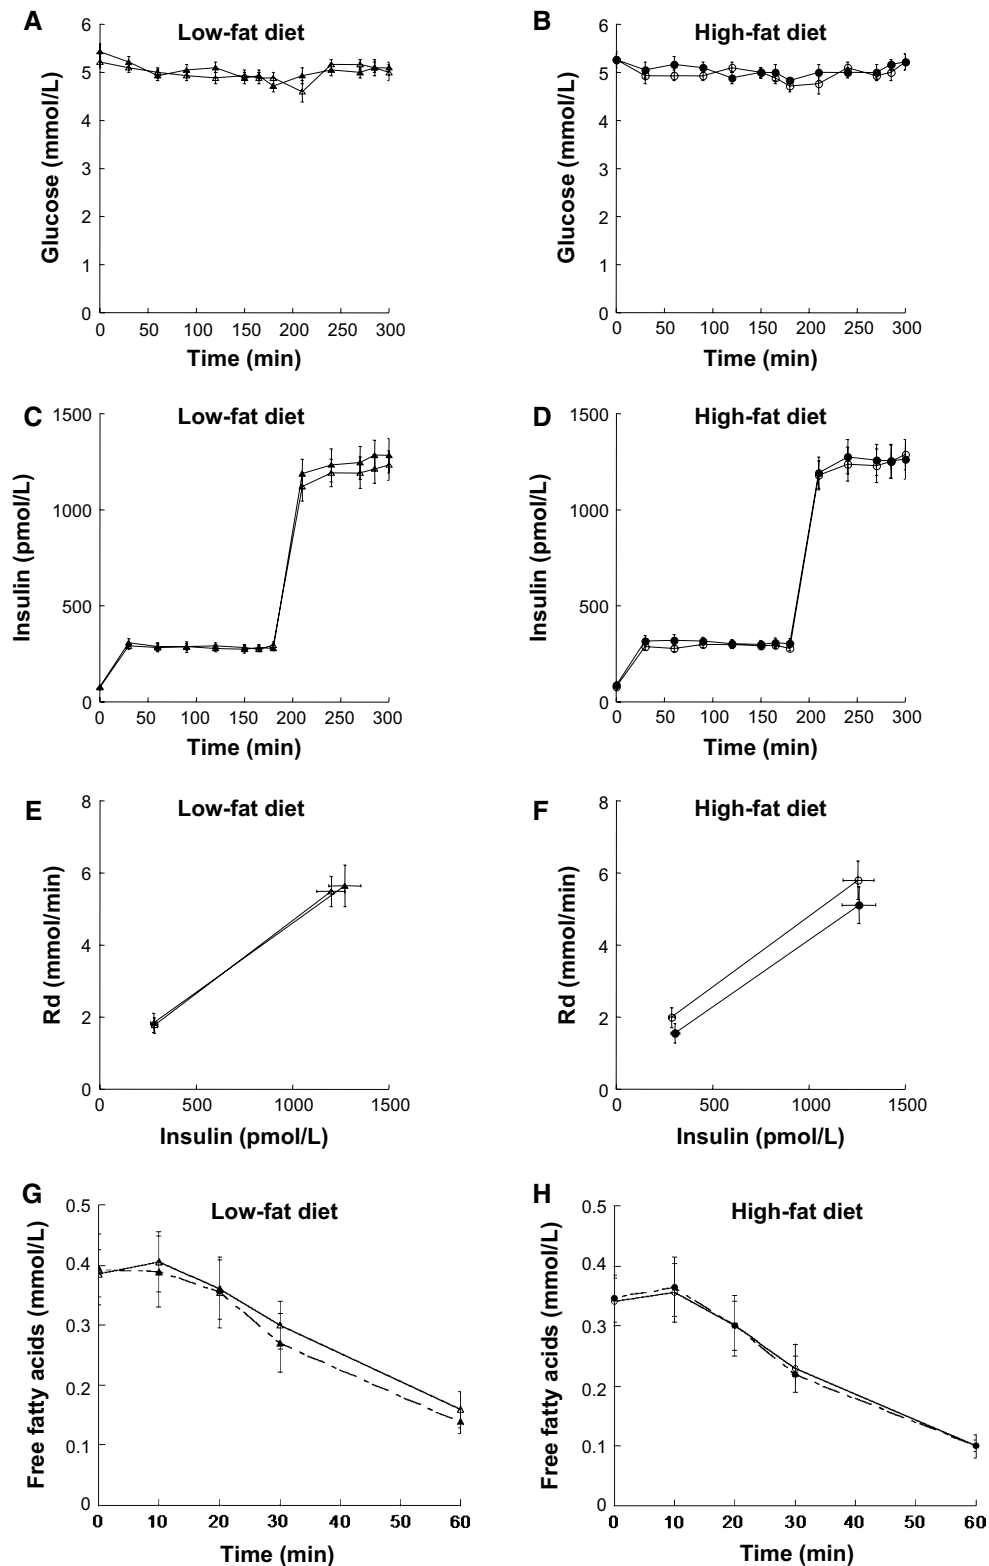 A
Low-fat diet
Glucose (mmol/L)
6
5
4
3
2
1
0
0 50 100 150 200 250 300
Time (min)
B
High-fat diet
Glucose (mmol/L)
6
5
4
3
2
1
0
0 50 100 150 200 250 300
Time (min)
C
Low-fat diet
Insulin (pmol/L)
1500
1000
500
0
0 50 100 150 200 250 300
Time (min)
D
High-fat diet
Insulin (pmol/L)
1500
1000
500
0
0 50 100 150 200 250 300
Time (min)
E
Low-fat diet
Rd (mmol/min)
8
6
4
2
0
0 500 1000 1500
Insulin (pmol/L)
F
High-fat diet
Rd (mmol/min)
8
6
4
2
0
0 500 1000 1500
Insulin (pmol/L)
G
Low-fat diet
Free fatty acids (mmol/L)
0.5
0.4
0.3
0.2
0.1
0
0 10 20 30 40 50 60
Time (min)
H
High-fat diet
Free fatty acids (mmol/L)
0.5
0.4
0.3
0.2
0.1
0
0 10 20 30 40 50 60
Time (min)